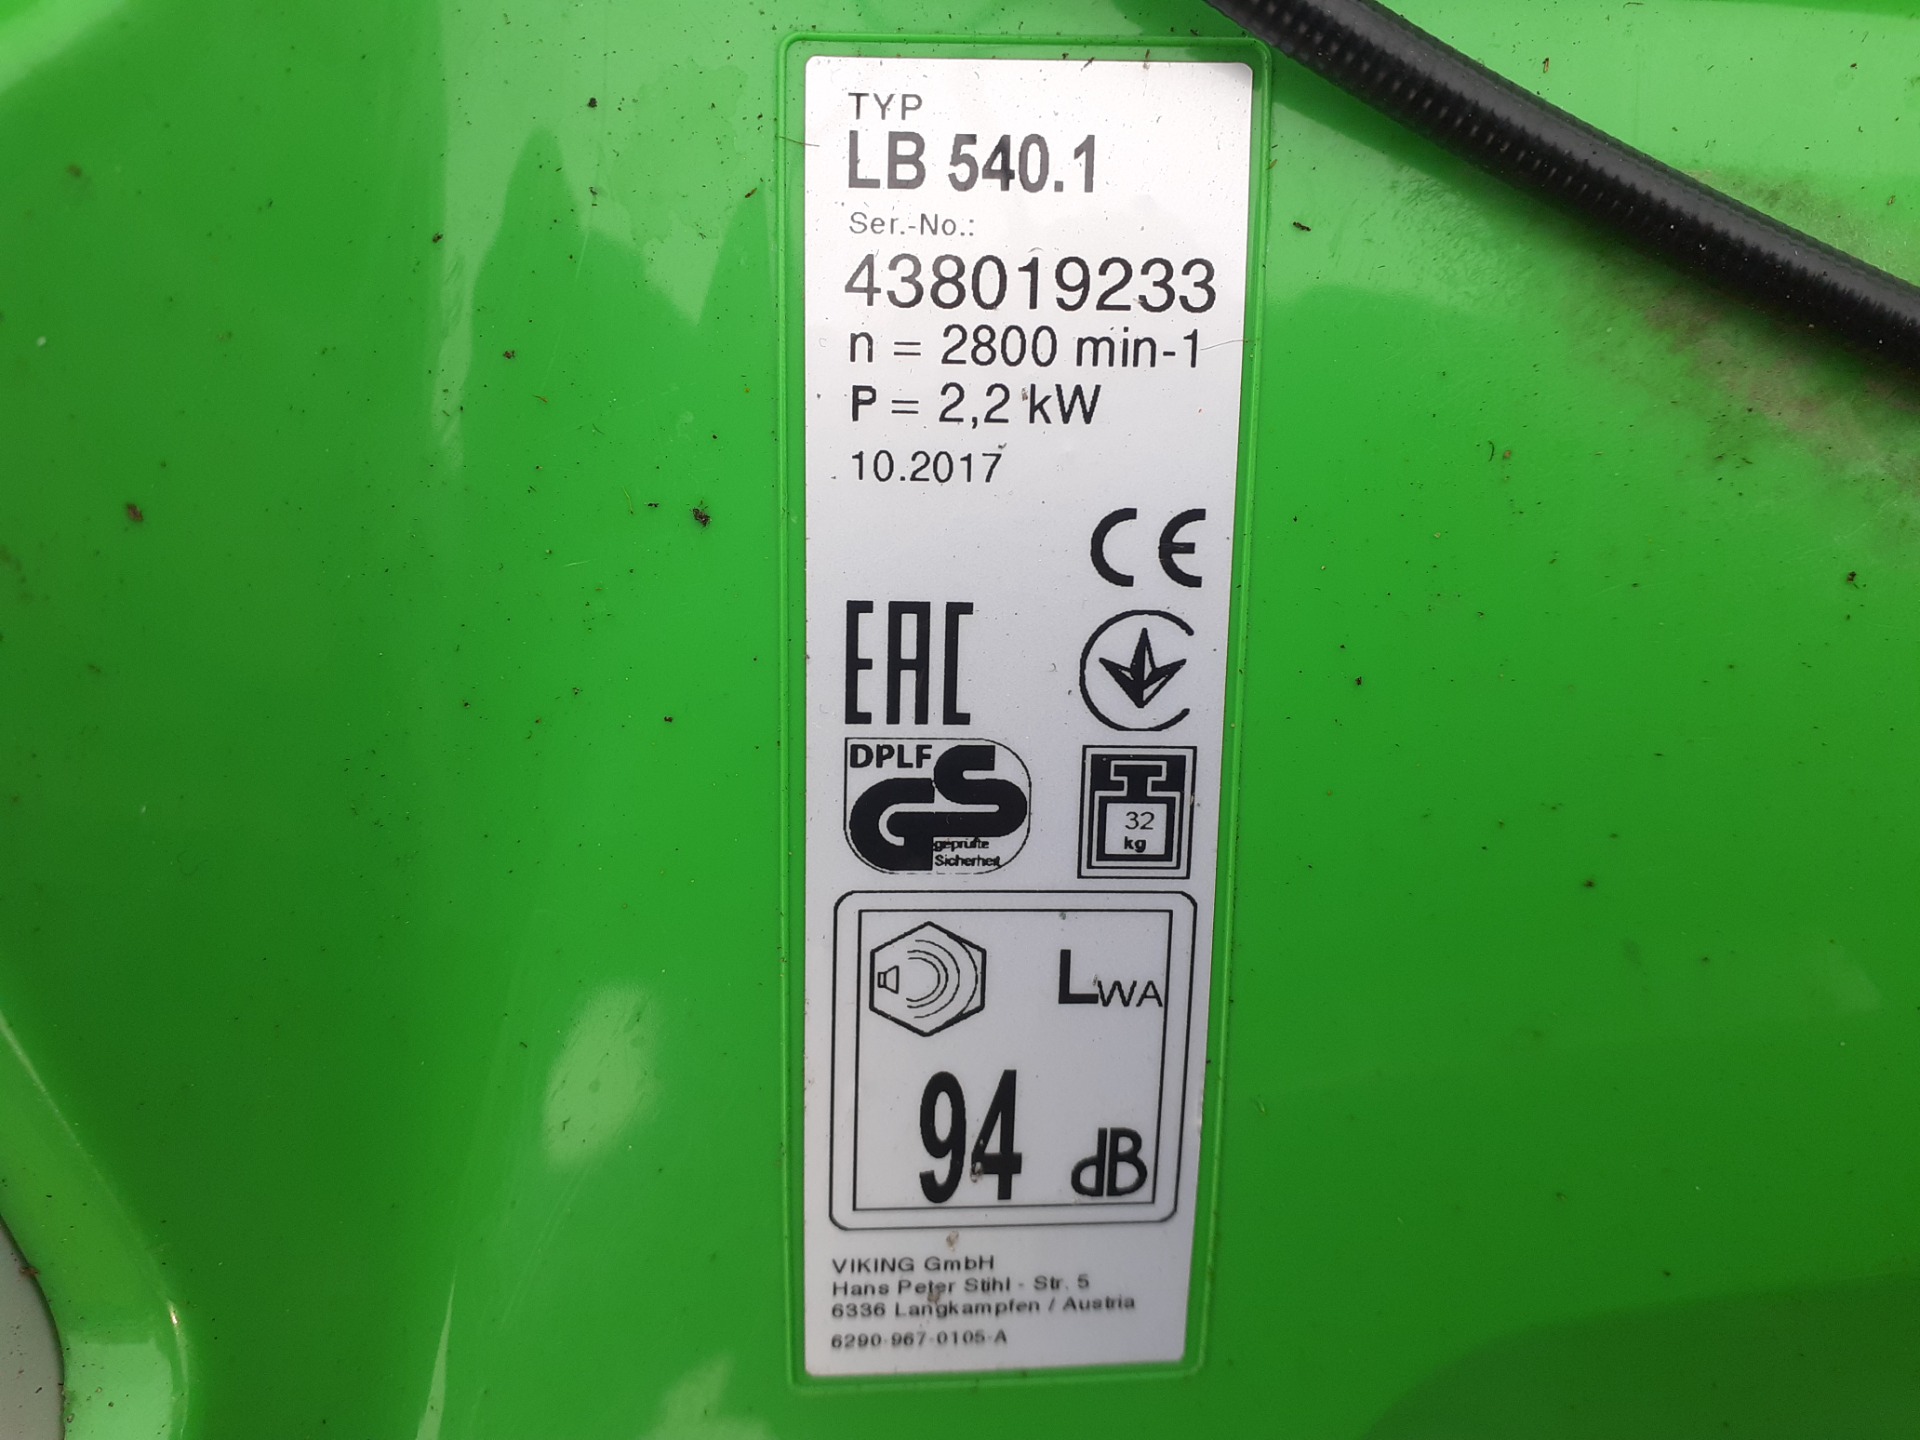 TYP
LB 540.1
Ser.-No.:
438019233
n = 2800 min-1
P = 2,2 kW
10.2017
CE
EAC
DPLF
GS
geprüfte
Sicherheit
32
kg
LWA
94 dB
VIKING GmbH
Hans Peter Stihl - Str. 5
6336 Langkampfen / Austria
6290-967-0105-A